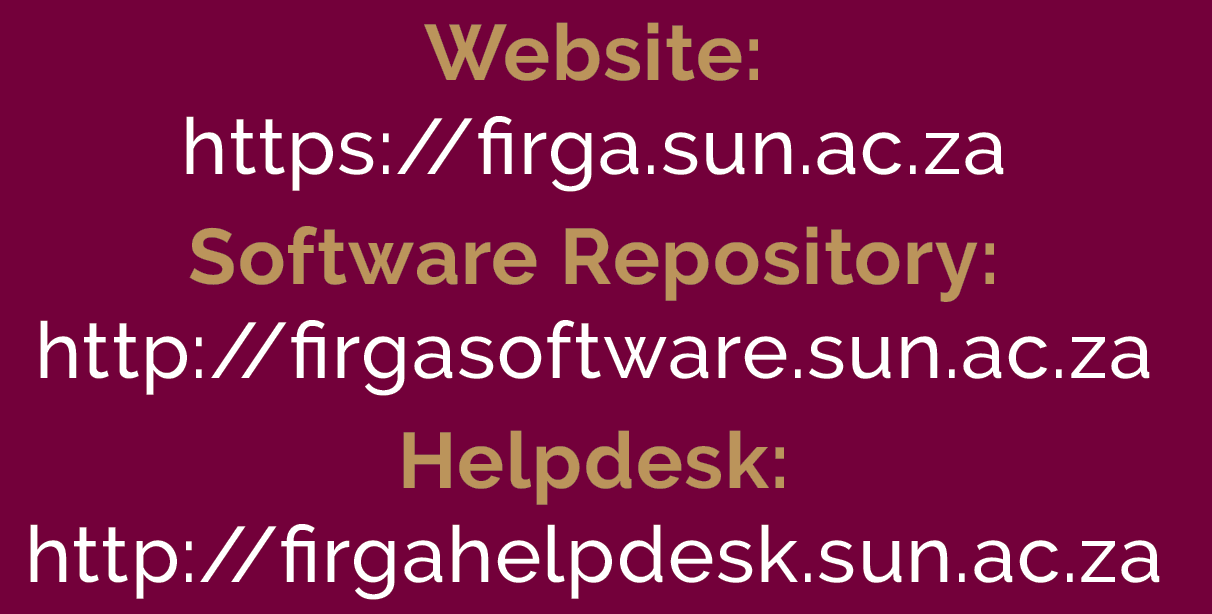 Website:
https://firga.sun.ac.za
Software Repository:
http://firgasoftware.sun.ac.za
Helpdesk:
http://firgahelpdesk.sun.ac.za